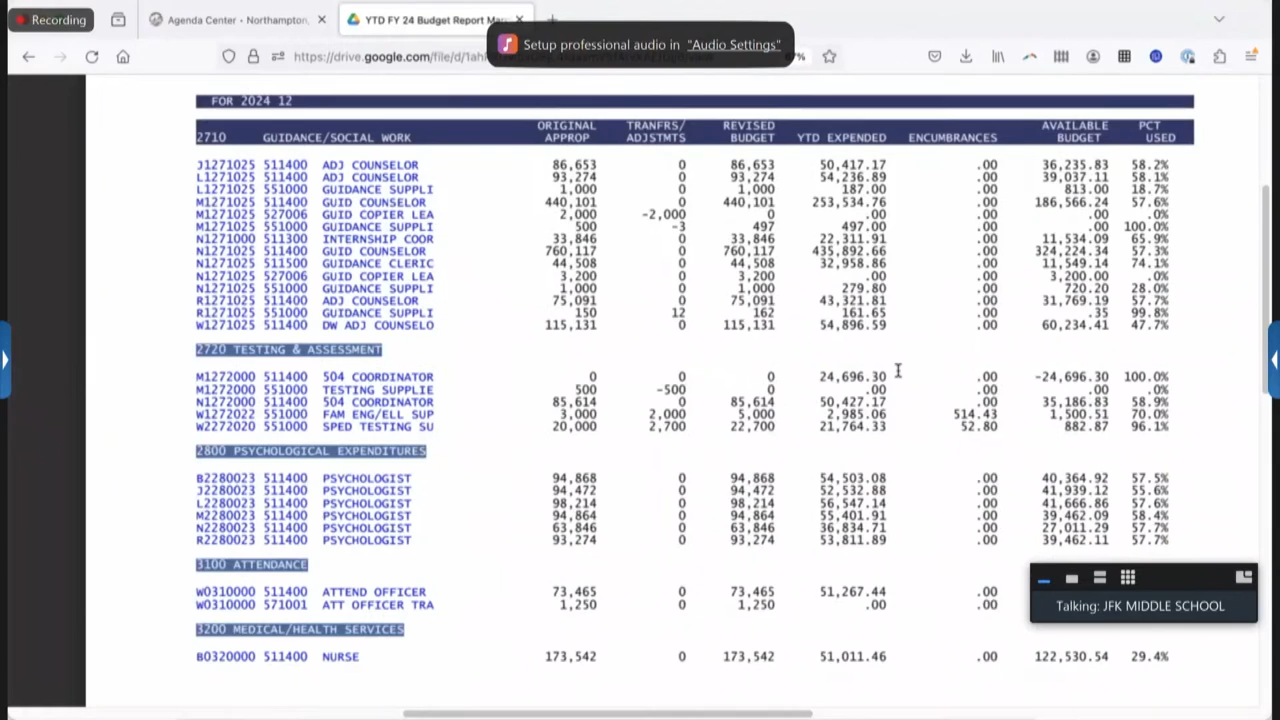 Recording
Agenda Center • Northampton,
YTD FY 24 Budget Report Mar
Setup professional audio in "Audio Settings"
https://drive.google.com/file/d/1ah
%
FOR 2024 12
2710 GUIDANCE/SOCIAL WORK ORIGINAL APPROP TRANFRS/ ADJSTMTS REVISED BUDGET YTD EXPENDED ENCUMBRANCES AVAILABLE BUDGET PCT USED
J1271025 511400 ADJ COUNSELOR 86,653 0 86,653 50,417.17 .00 36,235.83 58.2%
L1271025 511400 ADJ COUNSELOR 93,274 0 93,274 54,236.89 .00 39,037.11 58.1%
L1271025 551000 GUIDANCE SUPPLI 1,000 0 1,000 187.00 .00 813.00 18.7%
M1271025 511400 GUID COUNSELOR 440,101 0 440,101 253,534.76 .00 186,566.24 57.6%
M1271025 527006 GUID COPIER LEA 2,000 -2,000 0 .00 .00 .00 .0%
M1271025 551000 GUIDANCE SUPPLI 500 -3 497 497.00 .00 .00 100.0%
N1271000 511300 INTERNSHIP COOR 33,846 0 33,846 22,311.91 .00 11,534.09 65.9%
N1271025 511400 GUID COUNSELOR 760,117 0 760,117 435,892.66 .00 324,224.34 57.3%
N1271025 511500 GUIDANCE CLERIC 44,508 0 44,508 32,958.86 .00 11,549.14 74.1%
N1271025 527006 GUID COPIER LEA 3,200 0 3,200 .00 .00 3,200.00 .0%
N1271025 551000 GUIDANCE SUPPLI 1,000 0 1,000 279.80 .00 720.20 28.0%
R1271025 511400 ADJ COUNSELOR 75,091 0 75,091 43,321.81 .00 31,769.19 57.7%
R1271025 551000 GUIDANCE SUPPLI 150 12 162 161.65 .00 .35 99.8%
W1271025 511400 DW ADJ COUNSELO 115,131 0 115,131 54,896.59 .00 60,234.41 47.7%
2720 TESTING & ASSESSMENT
M1272000 511400 504 COORDINATOR 0 0 0 24,696.30 .00 -24,696.30 100.0%
M1272000 551000 TESTING SUPPLIE 500 -500 0 .00 .00 .00 .0%
N1272000 511400 504 COORDINATOR 85,614 0 85,614 50,427.17 .00 35,186.83 58.9%
W1272022 551000 FAM ENG/ELL SUP 3,000 2,000 5,000 2,985.06 514.43 1,500.51 70.0%
W2272020 551000 SPED TESTING SU 20,000 2,700 22,700 21,764.33 52.80 882.87 96.1%
2800 PSYCHOLOGICAL EXPENDITURES
B2280023 511400 PSYCHOLOGIST 94,868 0 94,868 54,503.08 .00 40,364.92 57.5%
J2280023 511400 PSYCHOLOGIST 94,472 0 94,472 52,532.88 .00 41,939.12 55.6%
L2280023 511400 PSYCHOLOGIST 98,214 0 98,214 56,547.14 .00 41,666.86 57.6%
M2280023 511400 PSYCHOLOGIST 94,864 0 94,864 55,401.91 .00 39,462.09 58.4%
N2280023 511400 PSYCHOLOGIST 63,846 0 63,846 36,834.71 .00 27,011.29 57.7%
R2280023 511400 PSYCHOLOGIST 93,274 0 93,274 53,811.89 .00 39,462.11 57.7%
3100 ATTENDANCE
W0310000 511400 ATTEND OFFICER 73,465 0 73,465 51,267.44 .00
W0310000 571001 ATT OFFICER TRA 1,250 0 1,250 .00 .00
Talking: JFK MIDDLE SCHOOL
3200 MEDICAL/HEALTH SERVICES
B0320000 511400 NURSE 173,542 0 173,542 51,011.46 .00 122,530.54 29.4%